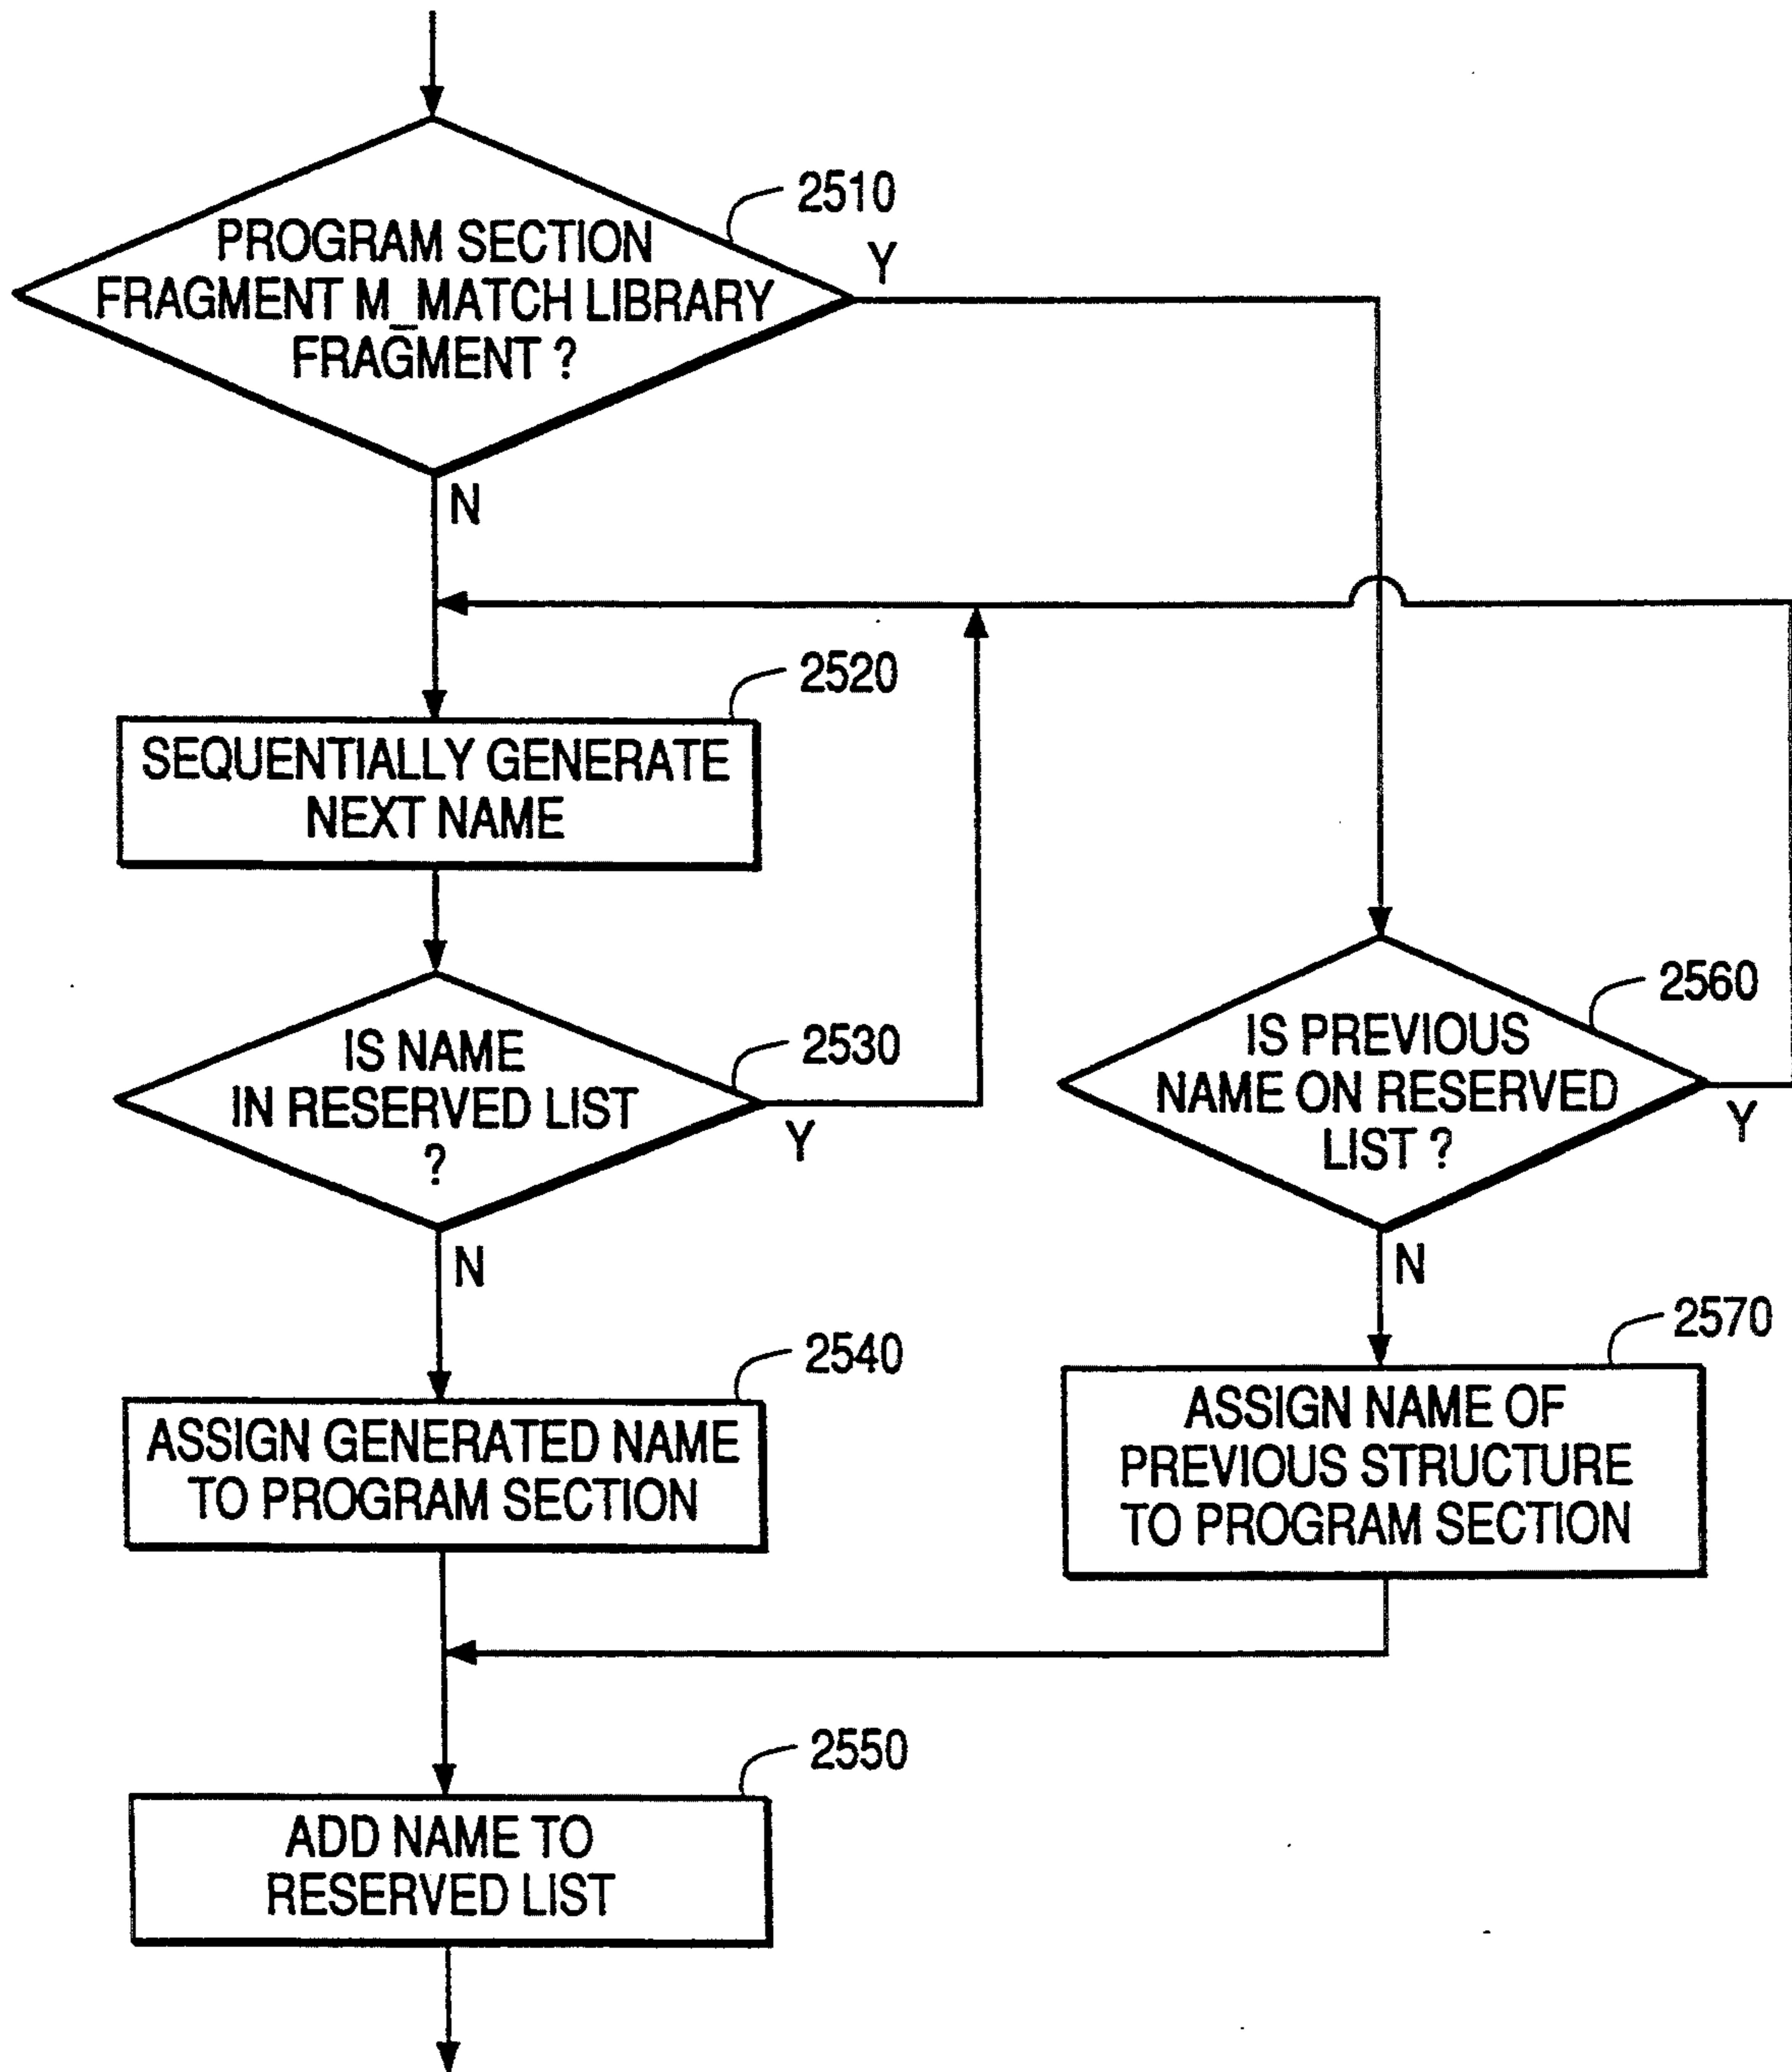 2510
PROGRAM SECTION
FRAGMENT M_MATCH LIBRARY
FRAGMENT ?
Y
N
2520
SEQUENTIALLY GENERATE
NEXT NAME
2530
IS NAME
IN RESERVED LIST
?
Y
N
2560
IS PREVIOUS
NAME ON RESERVED
LIST ?
Y
N
2540
ASSIGN GENERATED NAME
TO PROGRAM SECTION
2570
ASSIGN NAME OF
PREVIOUS STRUCTURE
TO PROGRAM SECTION
2550
ADD NAME TO
RESERVED LIST